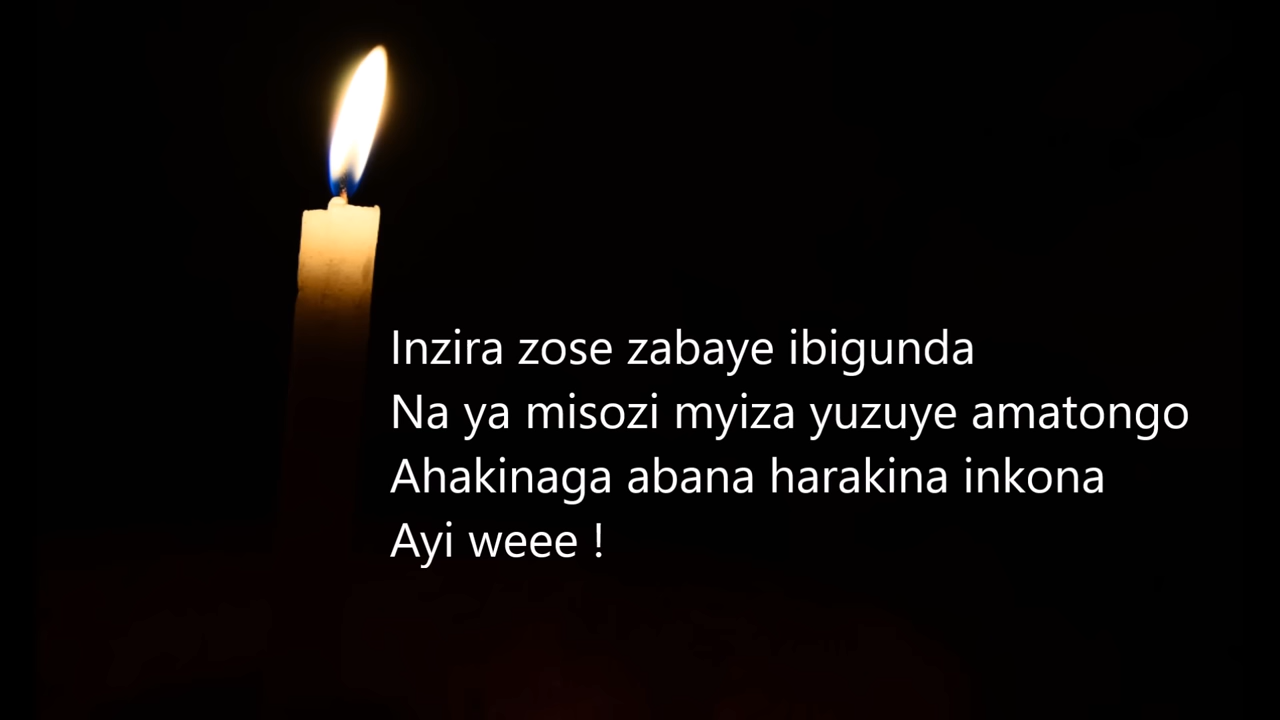 Inzira zose zabaye ibigunda
Na ya misozi myiza yuzuye amatongo
Ahakinaga abana harakina inkona
Ayi weee !